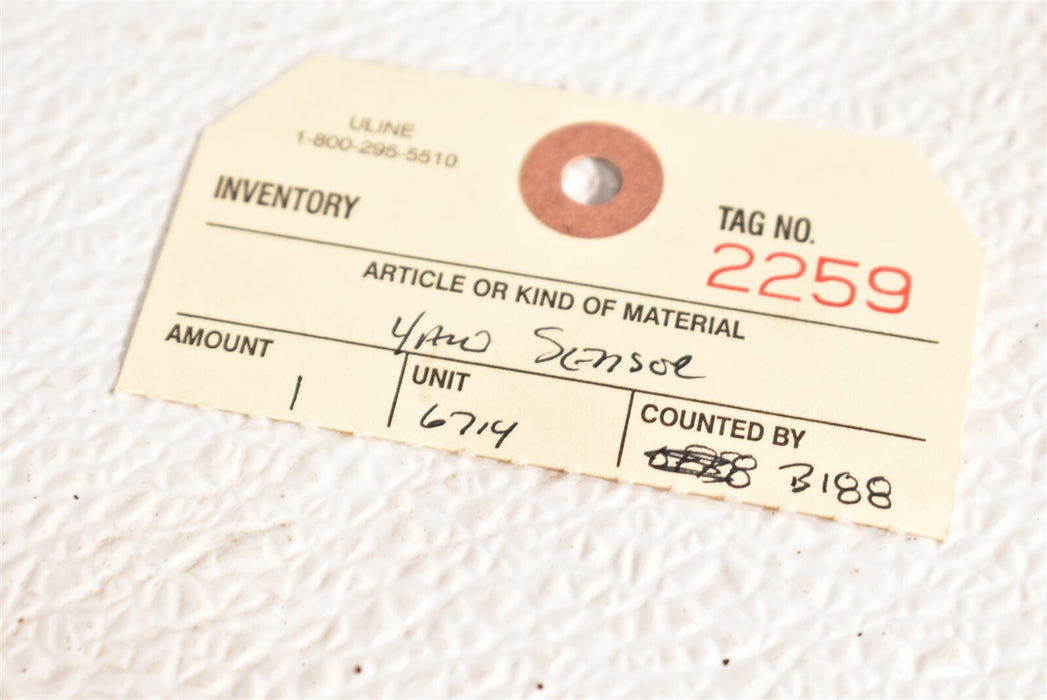 ULINE
1-800-295-5510
INVENTORY
TAG NO.
2259
ARTICLE OR KIND OF MATERIAL
YAW SENSOR
AMOUNT
1
UNIT
6714
COUNTED BY
B188